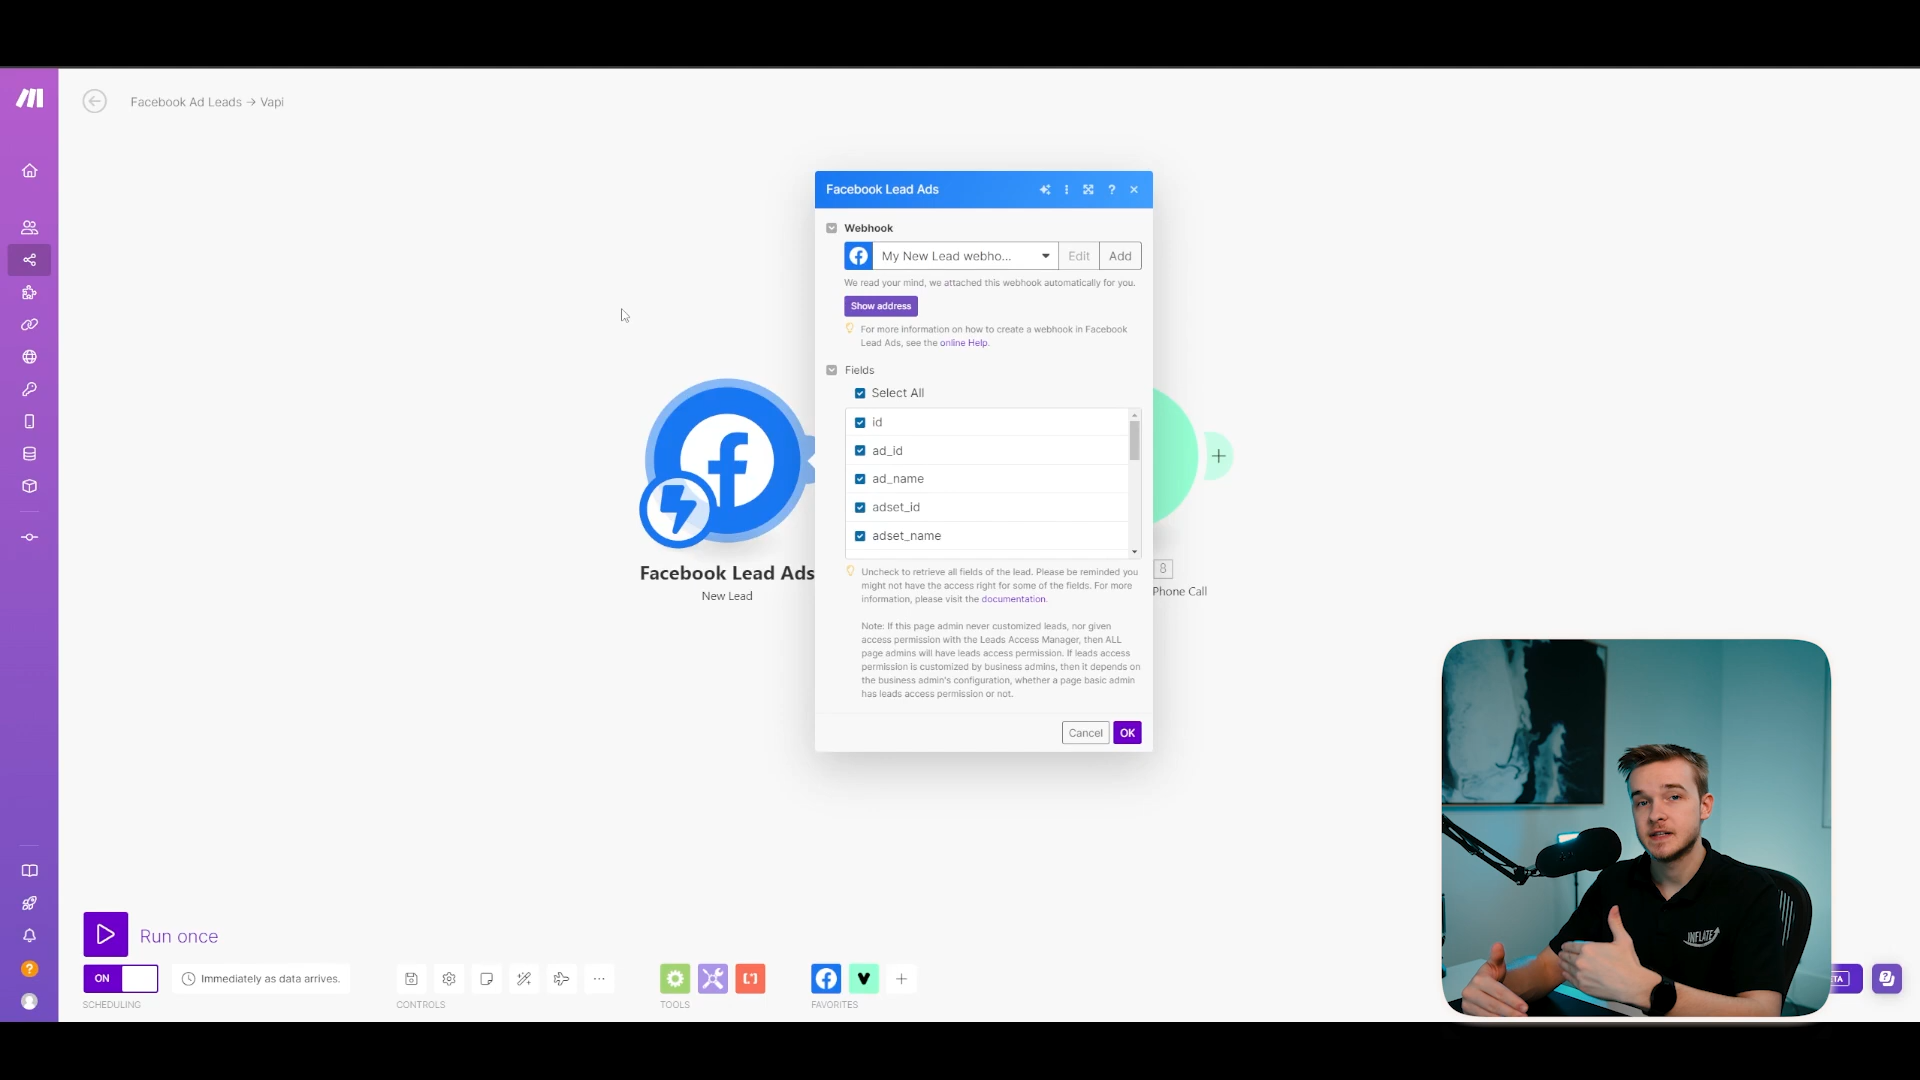 Facebook Ad Leads → Vapi
Facebook Lead Ads
?
Webhook
My New Lead webho...
Edit
Add
We read your mind, we attached this webhook automatically for you.
Show address
For more information on how to create a webhook in Facebook
Lead Ads, see the online Help.
Fields
Select All
id
ad_id
ad_name
adset_id
adset_name
Uncheck to retrieve all fields of the lead. Please be reminded you
might not have the access right for some of the fields. For more
information, please visit the documentation.
Note: If this page admin never customized leads, nor given
access permission with the Leads Access Manager, then ALL
page admins will have leads access permission. If leads access
permission is customized by business admins, then it depends on
the business admin's configuration, whether a page basic admin
has leads access permission or not.
Cancel
OK
Facebook Lead Ads
New Lead
8
Phone Call
INFLATE
Run once
ON
Immediately as data arrives.
SCHEDULING
CONTROLS
TOOLS
FAVORITES